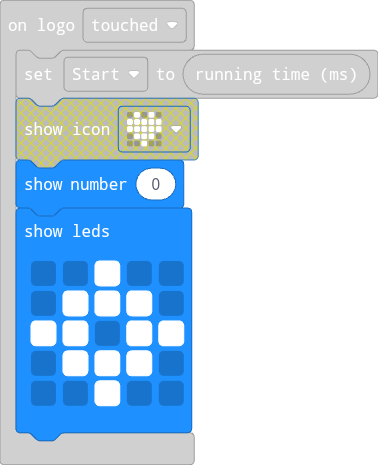 on logo touched
set Start to running time (ms)
show icon
show number 0
show leds